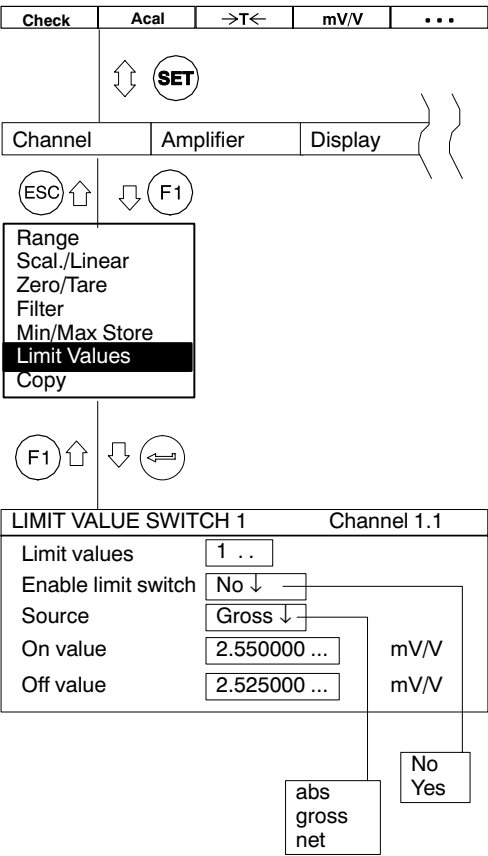 Check Acal →T← mV/V • • •
SET
Channel Amplifier Display
ESC F1
Range
Scal./Linear
Zero/Tare
Filter
Min/Max Store
Limit Values
Copy
F1
LIMIT VALUE SWITCH 1 Channel 1.1
Limit values 1 . .
Enable limit switch No ↓
Source Gross ↓
On value 2.550000 ... mV/V
Off value 2.525000 ... mV/V
No
Yes
abs
gross
net